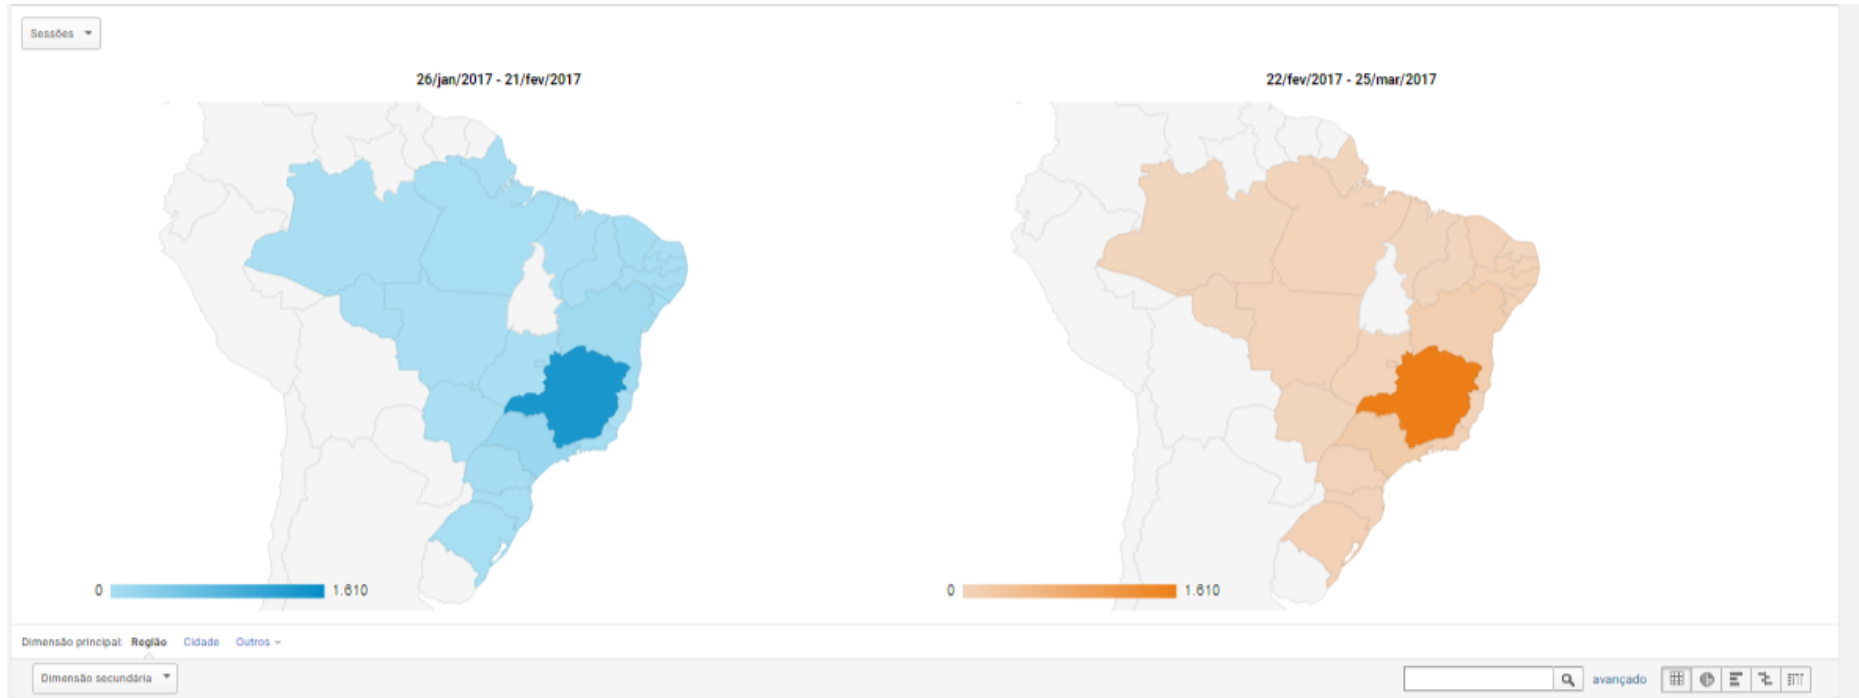 Sessões
26/jan/2017 - 21/fev/2017
22/fev/2017 - 25/mar/2017
0 1.610
0 1.610
Dimensão principal: Região Cidade Outros
Dimensão secundária
avançado